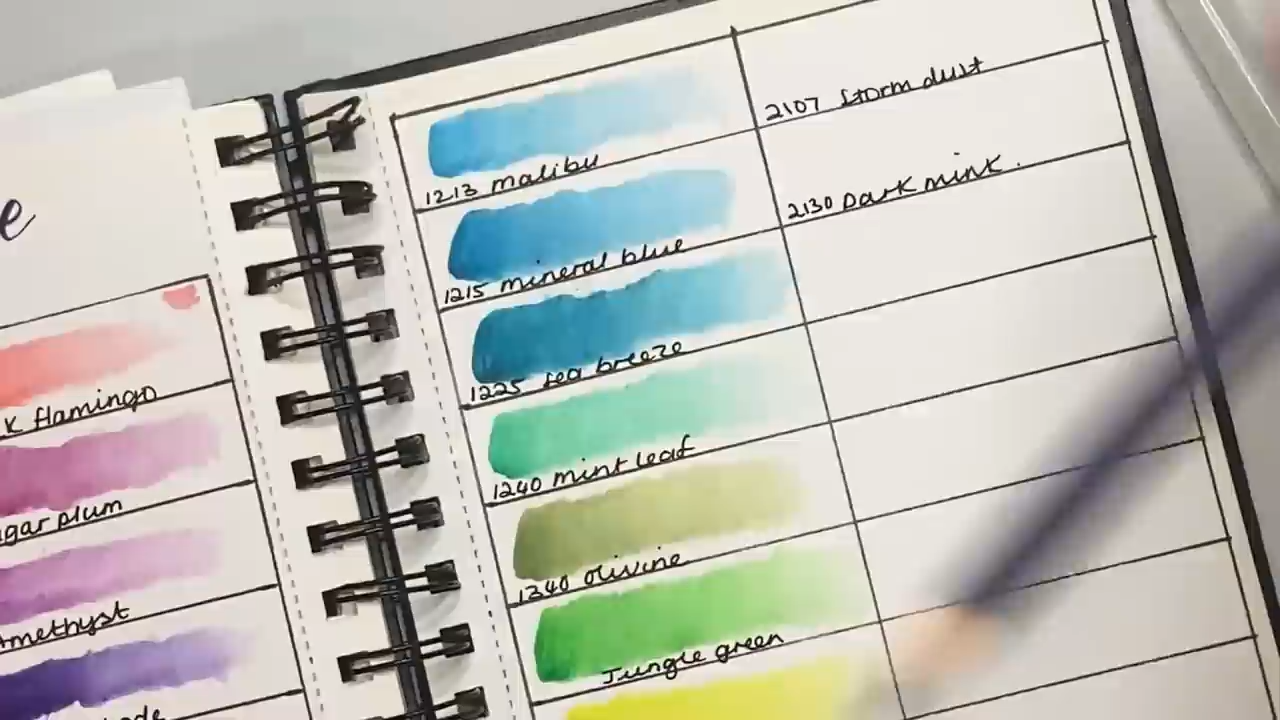 e
K flamingo
gar plum
Amethyst
1213 malibu
1215 mineral blue
1225 sea breeze
1240 mint leaf
1340 olivine
Jungle green
2107 Storm dust
2130 Dark mint.